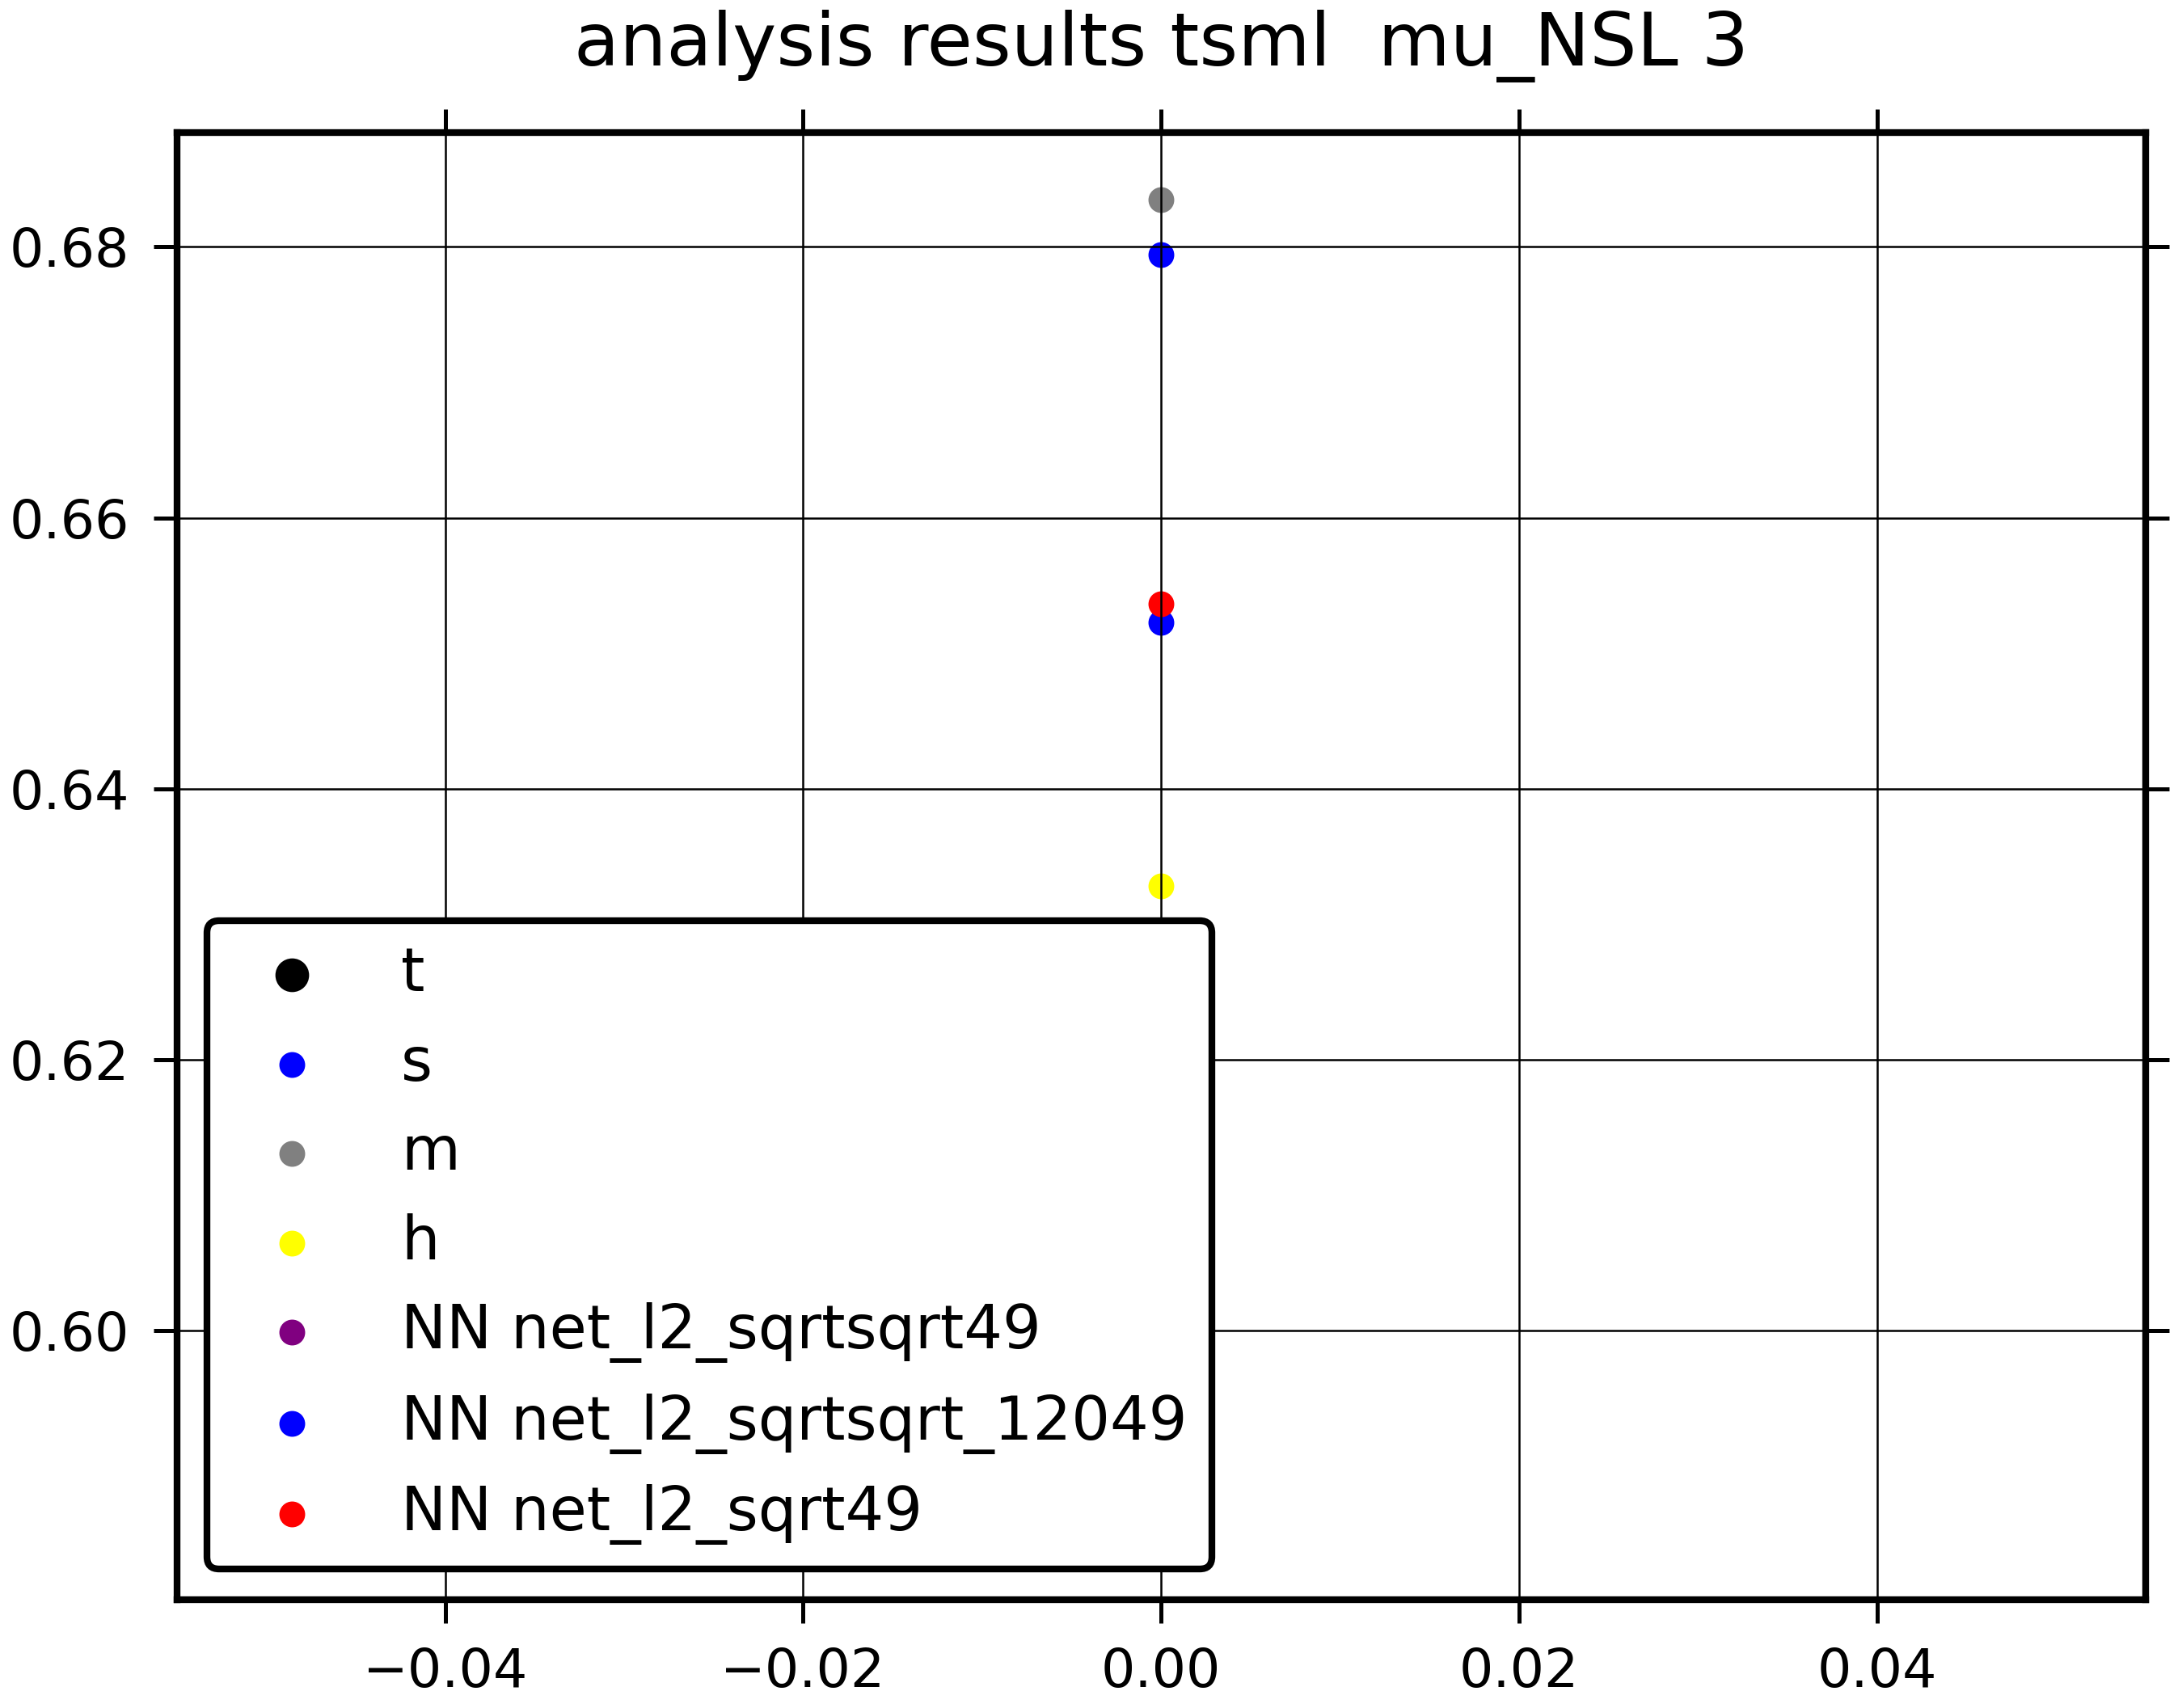 analysis results tsml  mu_NSL 3
0.68
0.66
0.64
0.62
0.60
t
s
m
h
NN net_l2_sqrtsqrt49
NN net_l2_sqrtsqrt_12049
NN net_l2_sqrt49
−0.04 −0.02 0.00 0.02 0.04